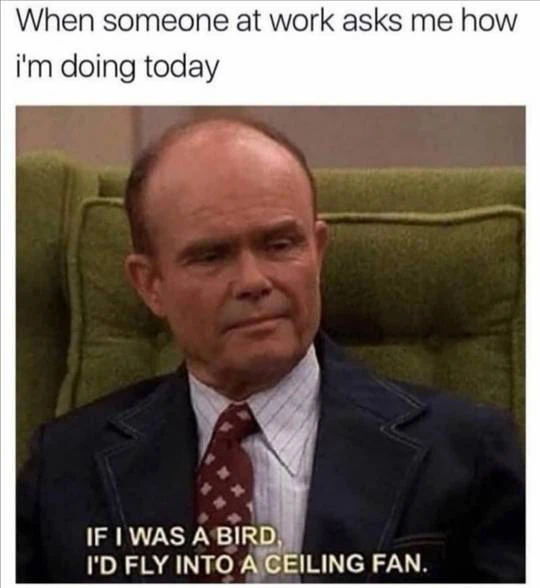 When someone at work asks me how
i'm doing today
IF I WAS A BIRD,
I'D FLY INTO A CEILING FAN.